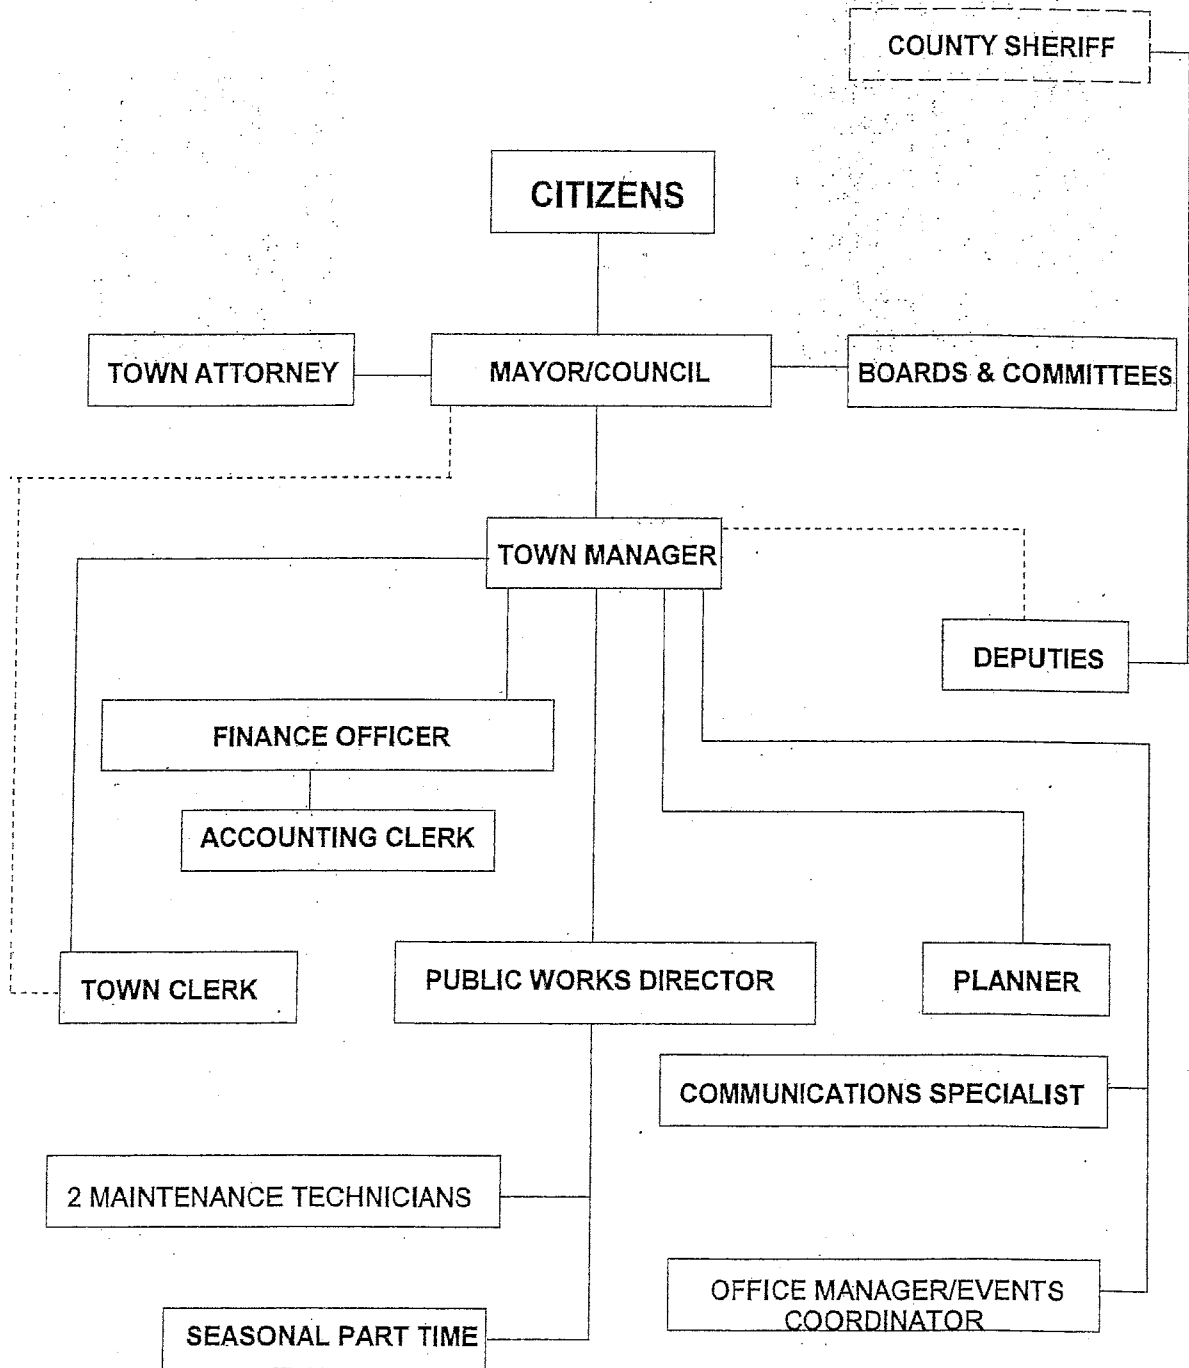 COUNTY SHERIFF
CITIZENS
TOWN ATTORNEY
MAYOR/COUNCIL
BOARDS & COMMITTEES
TOWN MANAGER
DEPUTIES
FINANCE OFFICER
ACCOUNTING CLERK
TOWN CLERK
PUBLIC WORKS DIRECTOR
PLANNER
COMMUNICATIONS SPECIALIST
2 MAINTENANCE TECHNICIANS
OFFICE MANAGER/EVENTS
COORDINATOR
SEASONAL PART TIME